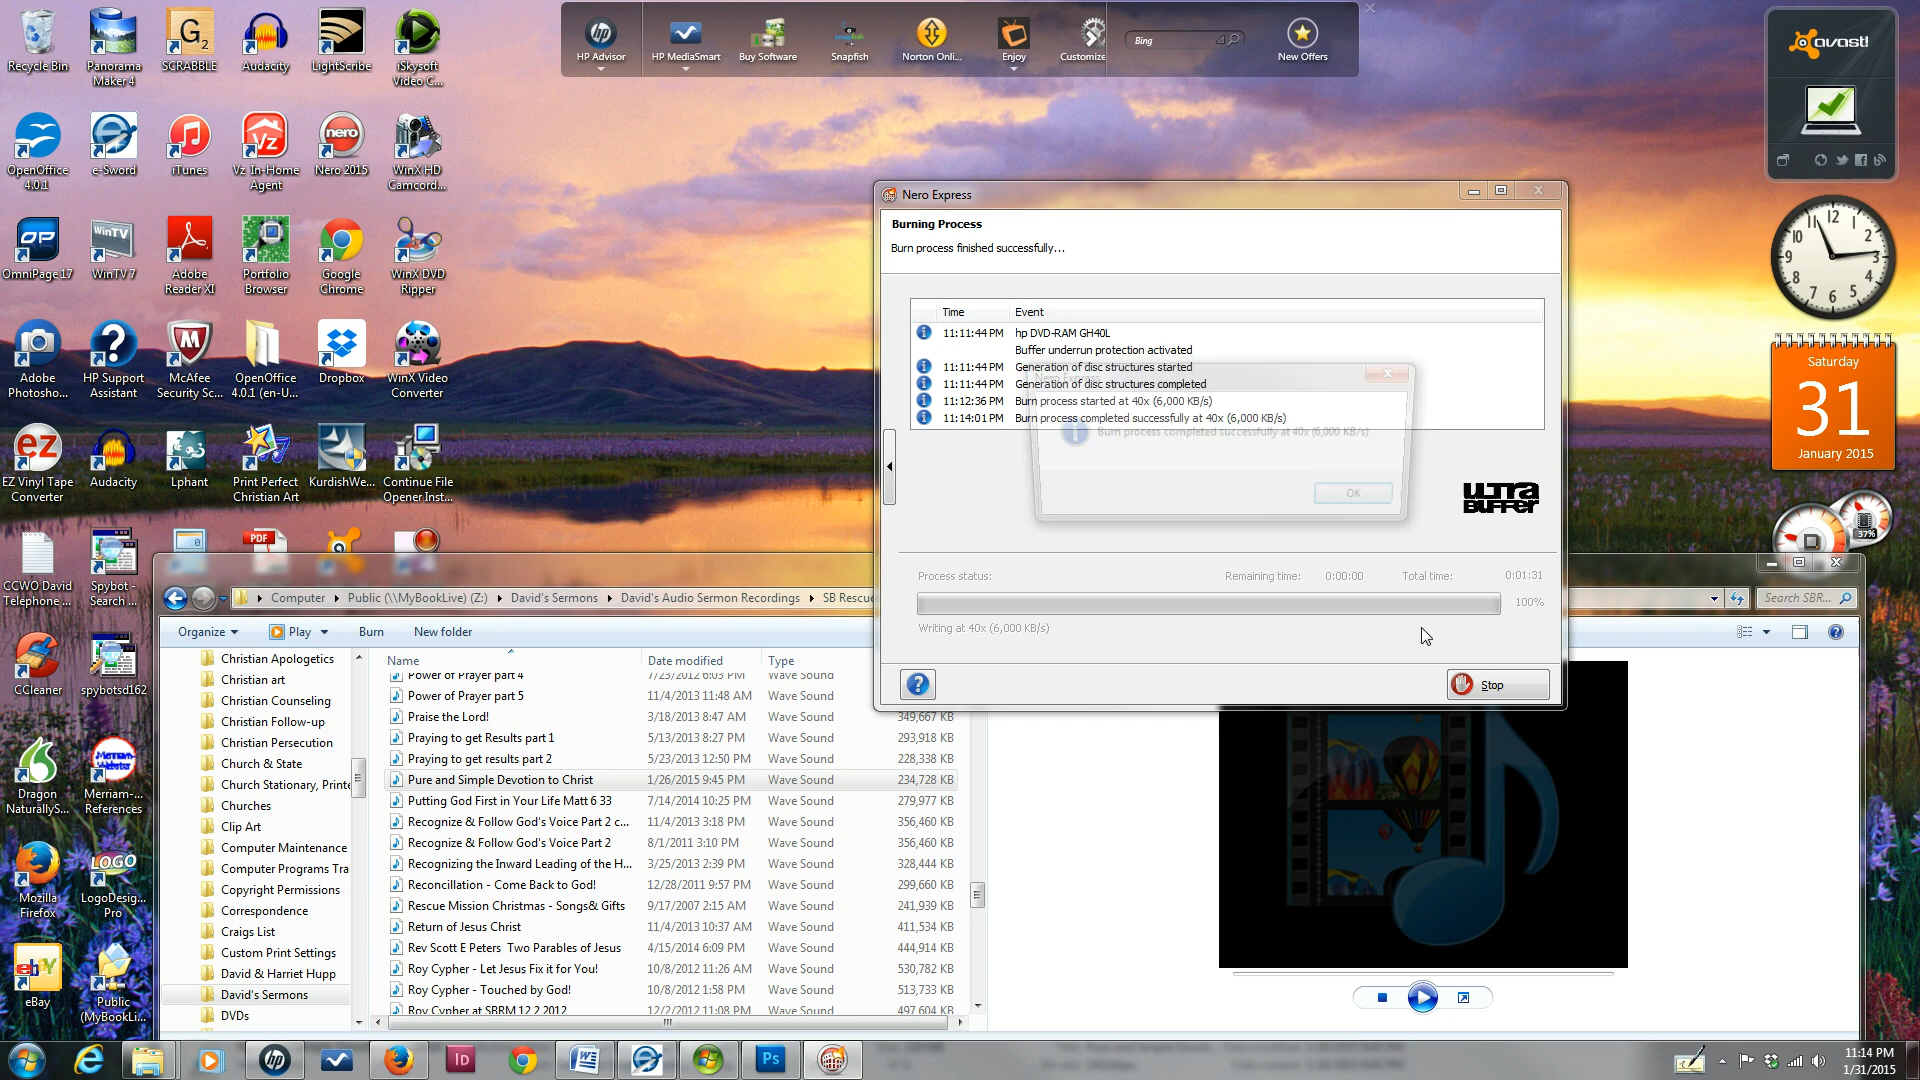 Recycle Bin
Panorama Maker 4
SCRABBLE
Audacity
LightScribe
iSkysoft Video C...
OpenOffice 4.0.1
e-Sword
iTunes
Vz In-Home Agent
nero
Nero 2015
WinX HD Camcord...
OmniPage 17
WinTV
WinTV 7
Adobe Reader XI
Portfolio Browser
Google Chrome
WinX DVD Ripper
Adobe Photosho...
HP Support Assistant
McAfee Security Sc...
OpenOffice 4.0.1 (en-U...
Dropbox
WinX Video Converter
EZ Vinyl Tape Converter
Audacity
Lphant
Print Perfect Christian Art
KurdishWe...
Continue File Opener Inst...
PDF
CCWO David Telephone ...
Spybot - Search ...
CCleaner
spybotsd162
Dragon NaturallyS...
Merriam-... References
Mozilla Firefox
LOGO
LogoDesig... Pro
eBay
Public (MyBookLi...
HP Advisor
HP MediaSmart
Buy Software
Snapfish
Norton Onli...
Enjoy
Customize
Bing
New Offers
avast!
Saturday
31
January 2015
37%
Nero Express
Burning Process
Burn process finished successfully...
Time Event
11:11:44 PM hp DVD-RAM GH40L
Buffer underrun protection activated
11:11:44 PM Generation of disc structures started
11:11:44 PM Generation of disc structures completed
11:12:36 PM Burn process started at 40x (6,000 KB/s)
11:14:01 PM Burn process completed successfully at 40x (6,000 KB/s)
Nero Express
Burn process completed successfully at 40x (6,000 KB/s)
OK
ULTRA BUFFER
Process status: Remaining time: 0:00:00 Total time: 0:01:31
100%
Writing at 40x (6,000 KB/s)
Stop
Computer Public (\\MyBookLive) (Z:) David's Sermons David's Audio Sermon Recordings SB Rescue
Search SBR...
Organize Play Burn New folder
Christian Apologetics
Christian art
Christian Counseling
Christian Follow-up
Christian Persecution
Church & State
Church Stationary, Printe
Churches
Clip Art
Computer Maintenance
Computer Programs Tra
Copyright Permissions
Correspondence
Craigs List
Custom Print Settings
David & Harriet Hupp
David's Sermons
DVDs
Name Date modified Type
Power of Prayer part 4 7/23/2012 6:03 PM Wave Sound
Power of Prayer part 5 11/4/2013 11:48 AM Wave Sound
Praise the Lord! 3/18/2013 8:47 AM Wave Sound 349,667 KB
Praying to get Results part 1 5/13/2013 8:27 PM Wave Sound 293,918 KB
Praying to get results part 2 5/23/2013 12:50 PM Wave Sound 228,338 KB
Pure and Simple Devotion to Christ 1/26/2015 9:45 PM Wave Sound 234,728 KB
Putting God First in Your Life Matt 6 33 7/14/2014 10:25 PM Wave Sound 279,977 KB
Recognize & Follow God's Voice Part 2 c... 11/4/2013 3:18 PM Wave Sound 356,460 KB
Recognize & Follow God's Voice Part 2 8/1/2011 3:10 PM Wave Sound 356,460 KB
Recognizing the Inward Leading of the H... 3/25/2013 2:39 PM Wave Sound 328,444 KB
Reconcillation - Come Back to God! 12/28/2011 9:57 PM Wave Sound 299,660 KB
Rescue Mission Christmas - Songs& Gifts 9/17/2007 2:15 AM Wave Sound 241,939 KB
Return of Jesus Christ 11/4/2013 10:37 AM Wave Sound 411,534 KB
Rev Scott E Peters Two Parables of Jesus 4/15/2014 6:09 PM Wave Sound 444,914 KB
Roy Cypher - Let Jesus Fix it for You! 10/8/2012 11:26 AM Wave Sound 530,782 KB
Roy Cypher - Touched by God! 10/8/2012 1:58 PM Wave Sound 513,733 KB
Roy Cypher at SBRM 12 2 2012 12/2/2012 11:08 PM Wave Sound 497,604 KB
11:14 PM
1/31/2015